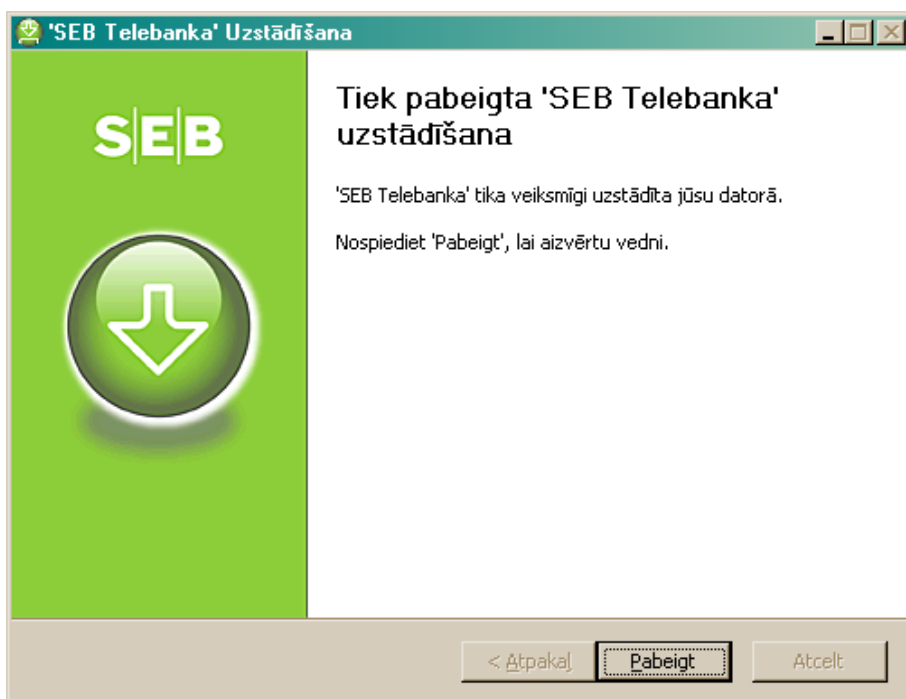 'SEB Telebanka' Uzstādīšana
S|E|B
Tiek pabeigta 'SEB Telebanka'
uzstādīšana
'SEB Telebanka' tika veiksmīgi uzstādīta jūsu datorā.
Nospiediet 'Pabeigt', lai aizvērtu vedni.
< Atpakaļ
Pabeigt
Atcelt